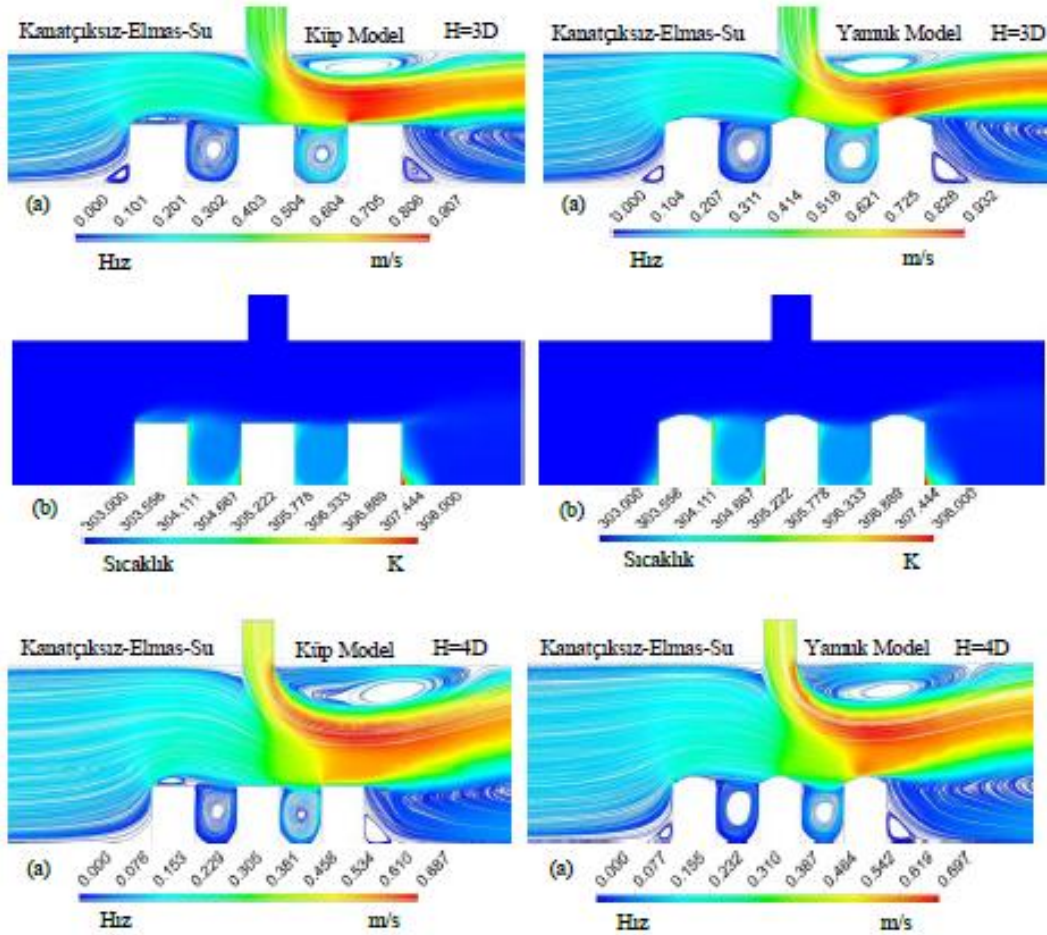 Kanatçıksız-Elmas-Su Küp Model H=3D
(a)
0.000 0.101 0.201 0.302 0.403 0.504 0.604 0.705 0.806 0.907
Hız m/s
Kanatçıksız-Elmas-Su Yamuk Model H=3D
(a)
0.000 0.104 0.207 0.311 0.414 0.518 0.621 0.725 0.828 0.932
Hız m/s
(b)
303.000 303.556 304.111 304.667 305.222 305.778 306.333 306.889 307.444 308.000
Sıcaklık K
(b)
303.000 303.556 304.111 304.667 305.222 305.778 306.333 306.889 307.444 308.000
Sıcaklık K
Kanatçıksız-Elmas-Su Küp Model H=4D
(a)
0.000 0.076 0.153 0.229 0.305 0.381 0.458 0.534 0.610 0.687
Hız m/s
Kanatçıksız-Elmas-Su Yamuk Model H=4D
(a)
0.000 0.077 0.155 0.232 0.310 0.387 0.464 0.542 0.619 0.697
Hız m/s